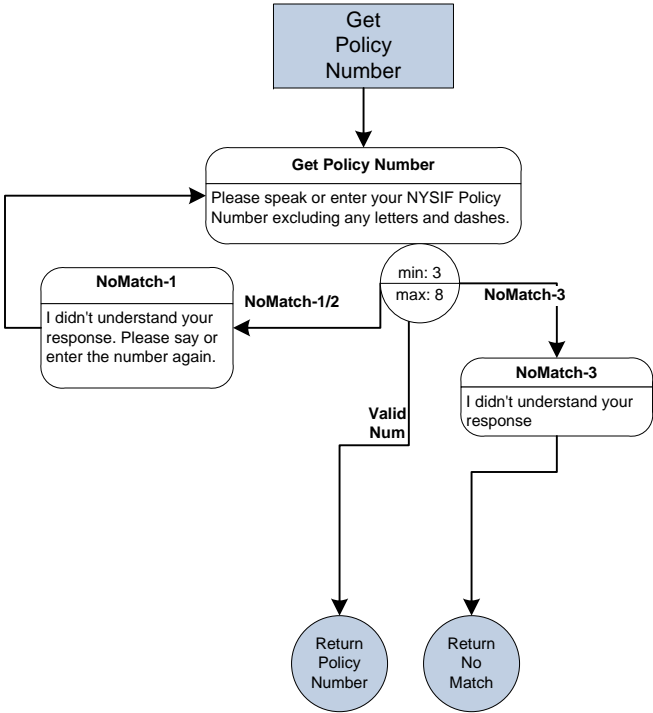 Get
Policy
Number
Get Policy Number
Please speak or enter your NYSIF Policy
Number excluding any letters and dashes.
min: 3
max: 8
NoMatch-1
I didn't understand your
response. Please say or
enter the number again.
NoMatch-1/2
NoMatch-3
NoMatch-3
I didn't understand your
response
Valid
Num
Return
Policy
Number
Return
No
Match